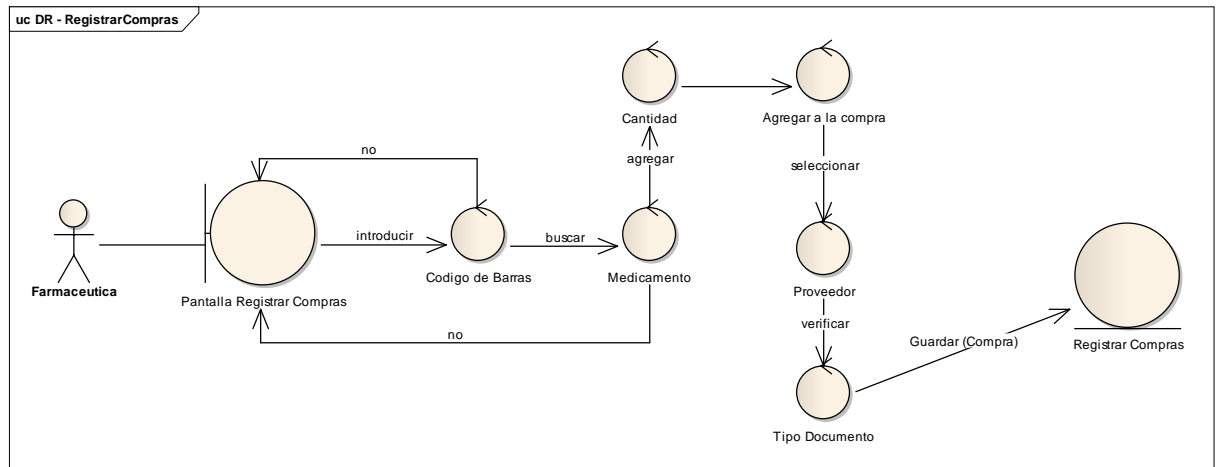 uc DR - RegistrarCompras
Cantidad
Agregar a la compra
no
agregar
seleccionar
introducir
buscar
Farmaceutica
Pantalla Registrar Compras
Codigo de Barras
Medicamento
Proveedor
no
verificar
Guardar (Compra)
Registrar Compras
Tipo Documento